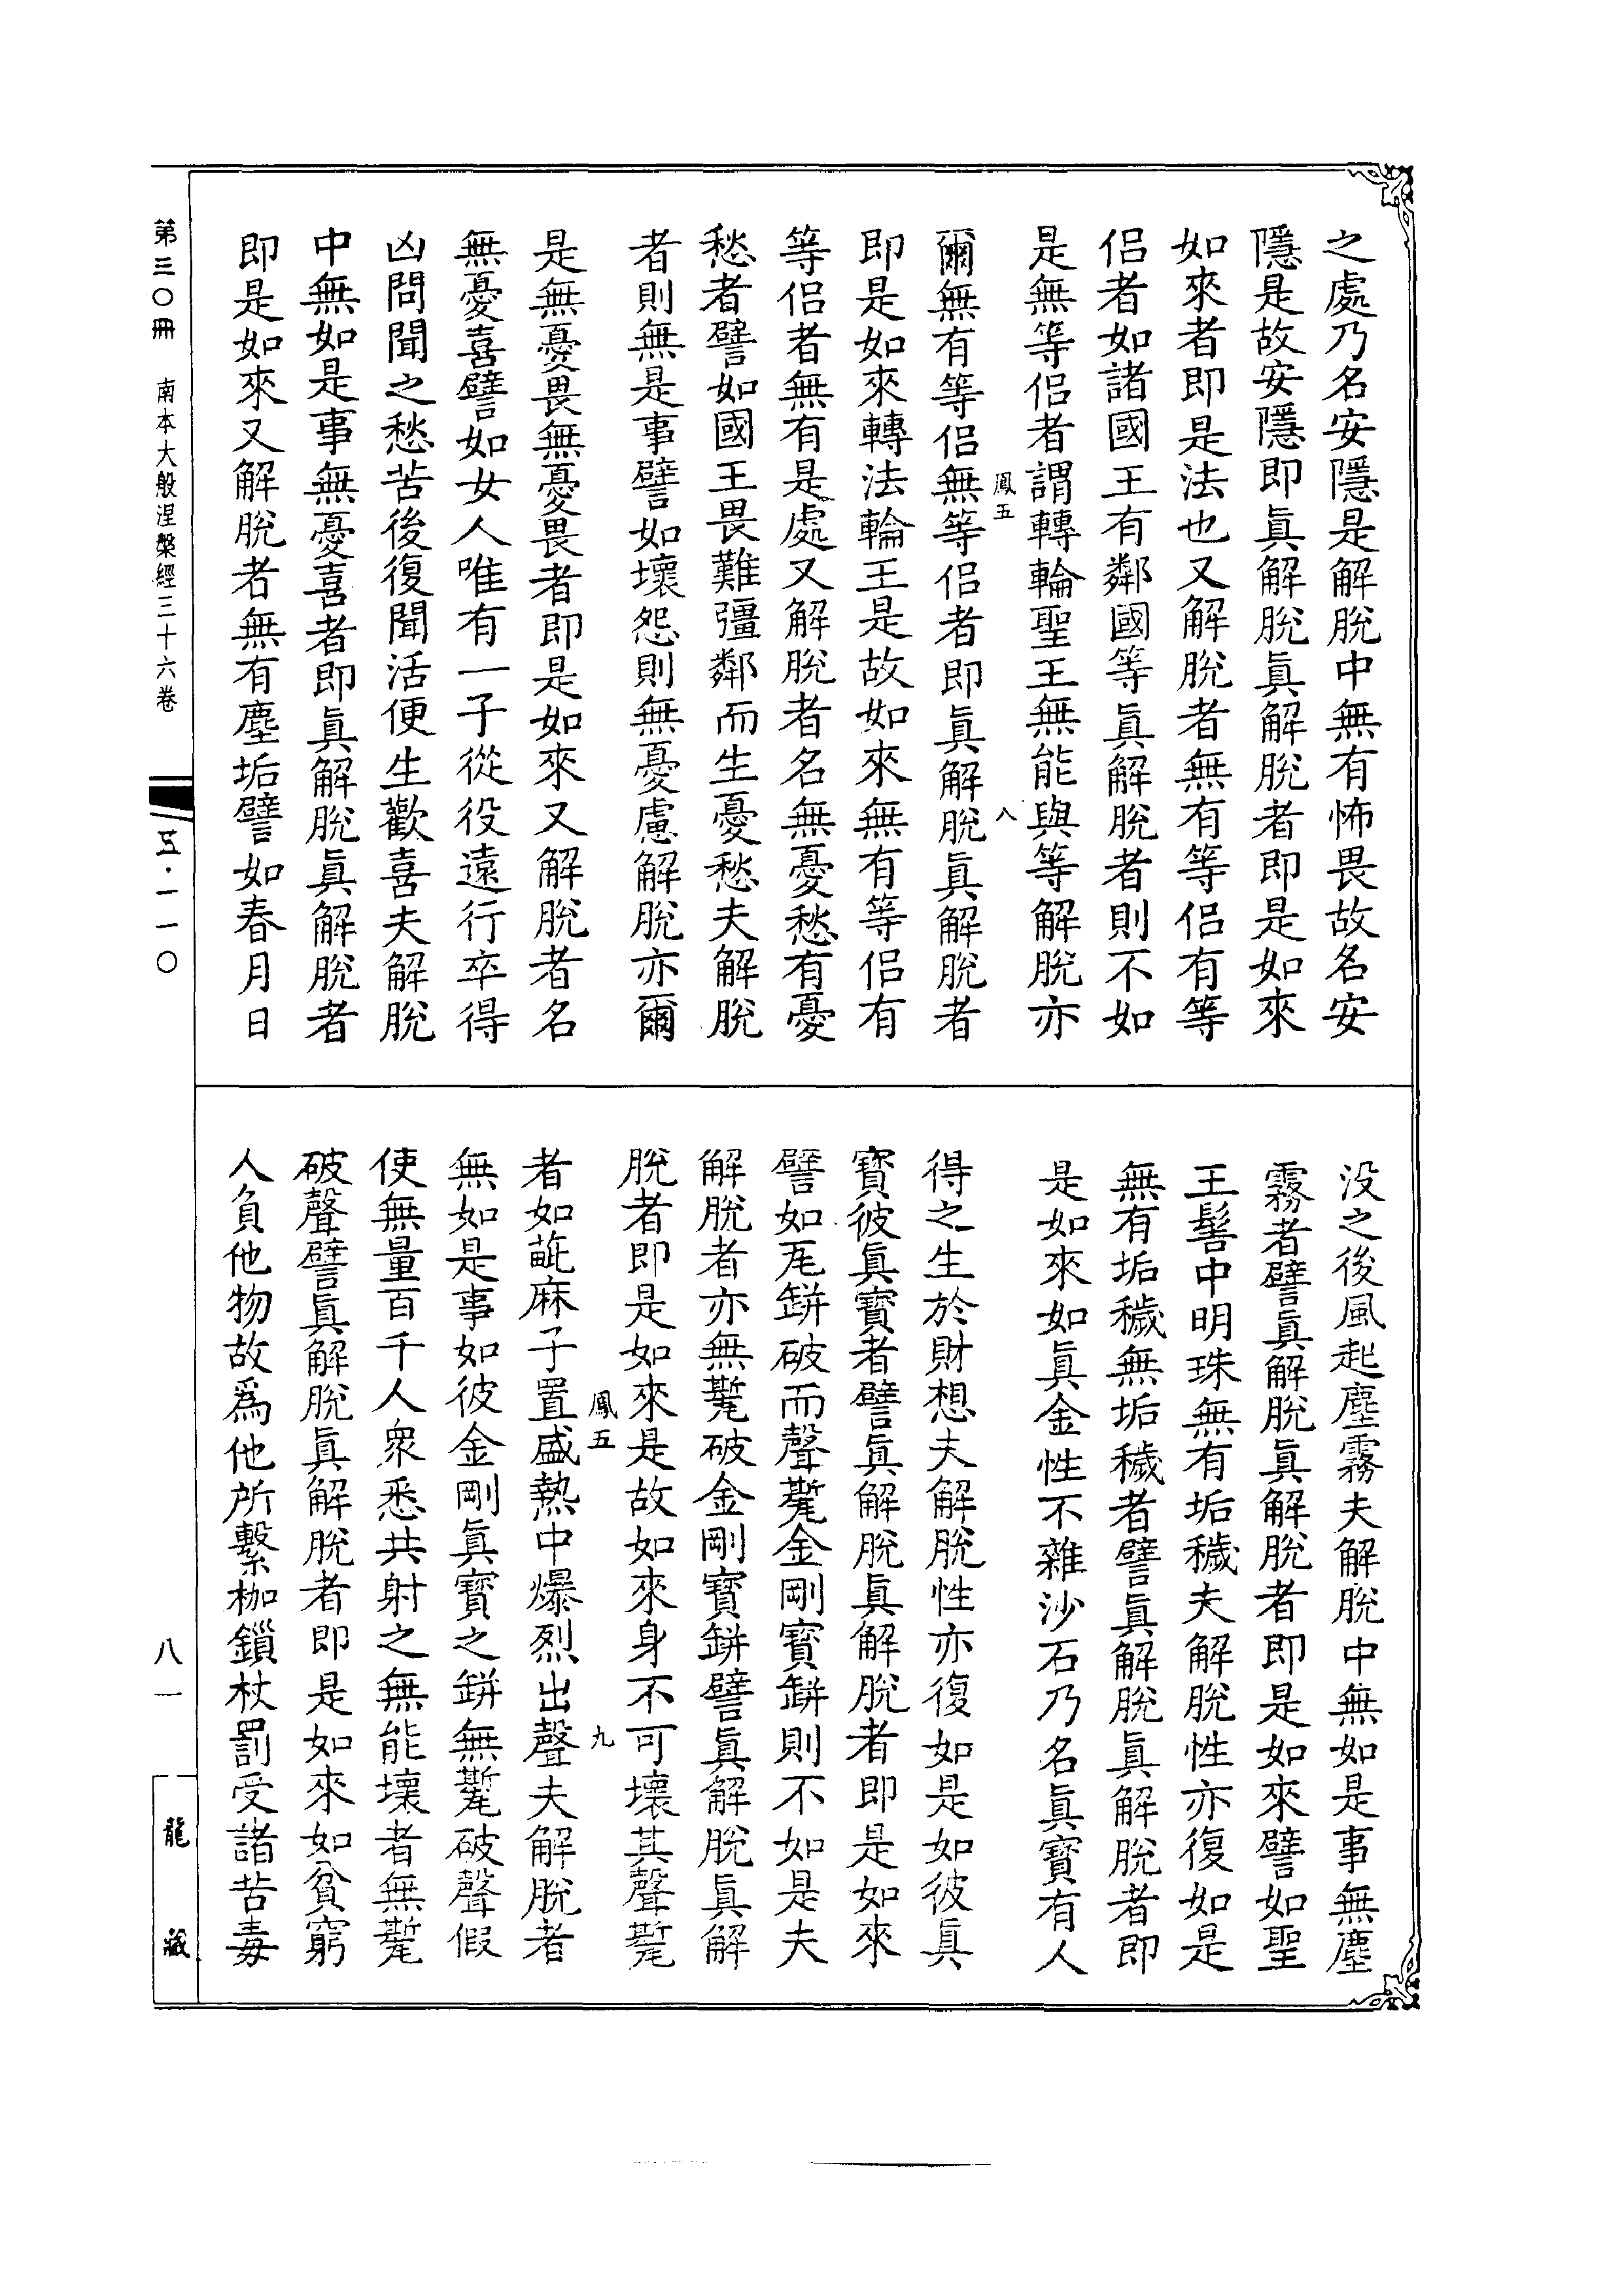 之處乃名安隱是解脫中無有怖畏故名安
隱是故安隱即眞解脫眞解脫者即是如來
如來者即是法也又解脫者無有等侶有等
侶者如諸國王有鄰國等眞解脫者則不如
是無等侶者謂轉輪聖王無能與等解脫亦
鳳五 八
爾無有等侶無等侶者即眞解脫眞解脫者
即是如來轉法輪王是故如來無有等侶有
等侶者無有是處又解脫者名無憂愁有憂
愁者譬如國王畏難彊鄰而生憂愁夫解脫
者則無是事譬如壞怨則無憂慮解脫亦爾
是無憂畏無憂畏者即是如來又解脫者名
無憂喜譬如女人唯有一子從役遠行卒得
凶問聞之愁苦後復聞活便生歡喜夫解脫
中無如是事無憂喜者即眞解脫眞解脫者
即是如來又解脫者無有塵垢譬如春月日
没之後風起塵霧夫解脫中無如是事無塵
霧者譬眞解脫眞解脫者即是如來譬如聖
王髻中明珠無有垢穢夫解脫性亦復如是
無有垢穢無垢穢者譬眞解脫眞解脫者即
是如來如眞金性不雜沙石乃名眞寶有人
得之生於財想夫解脫性亦復如是如彼眞
寶彼眞寶者譬眞解脫眞解脫者即是如來
譬如瓦缾破而聲㽄金剛寶缾則不如是夫
解脫者亦無㽄破金剛寶缾譬眞解脫眞解
脫者即是如來是故如來身不可壞其聲㽄
鳳五 九
者如萞麻子置盛熱中爆烈出聲夫解脫者
無如是事如彼金剛眞寶之缾無㽄破聲假
使無量百千人衆悉共射之無能壞者無㽄
破聲譬眞解脫眞解脫者即是如來如貧窮
人負他物故爲他所繫枷鎖杖罰受諸苦毒
第三〇冊 南本大般涅槃經三十六卷
五·一一〇
八一
龍藏